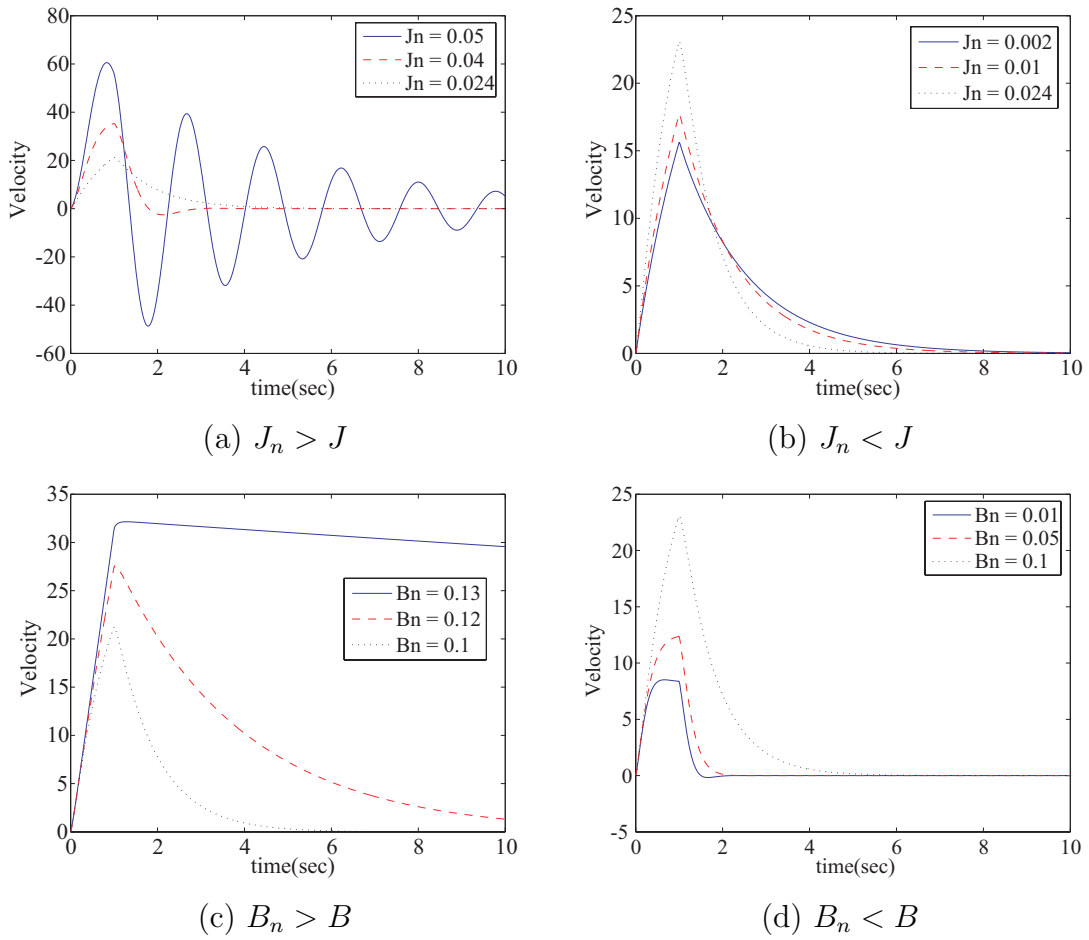 80
60
40
20
0
-20
-40
-60
0 2 4 6 8 10
Velocity
time(sec)
Jn = 0.05
Jn = 0.04
Jn = 0.024
(a) Jₙ > J
25
20
15
10
5
0
0 2 4 6 8 10
Velocity
time(sec)
Jn = 0.002
Jn = 0.01
Jn = 0.024
(b) Jₙ < J
35
30
25
20
15
10
5
0
0 2 4 6 8 10
Velocity
time(sec)
Bn = 0.13
Bn = 0.12
Bn = 0.1
(c) Bₙ > B
25
20
15
10
5
0
-5
0 2 4 6 8 10
Velocity
time(sec)
Bn = 0.01
Bn = 0.05
Bn = 0.1
(d) Bₙ < B